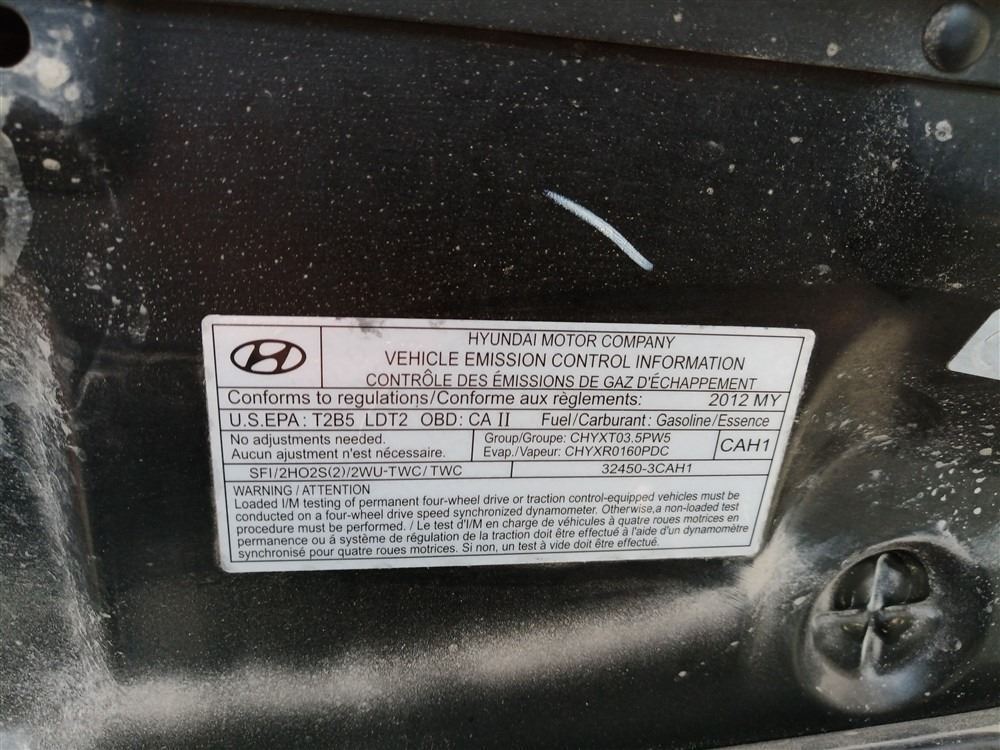 HYUNDAI MOTOR COMPANY
VEHICLE EMISSION CONTROL INFORMATION
CONTRÔLE DES ÉMISSIONS DE GAZ D'ÉCHAPPEMENT
Conforms to regulations/Conforme aux règlements: 2012 MY
U.S.EPA : T2B5 LDT2 OBD: CA II Fuel/Carburant : Gasoline/Essence
No adjustments needed.
Aucun ajustment n'est nécessaire.
Group/Groupe: CHYXT03.5PW5
Evap./Vapeur: CHYXR0160PDC
CAH1
SFI/2HO2S(2)/2WU-TWC/TWC
32450-3CAH1
WARNING / ATTENTION
Loaded I/M testing of permanent four-wheel drive or traction control-equipped vehicles must be
conducted on a four-wheel drive speed synchronized dynamometer. Otherwise,a non-loaded test
procedure must be performed. / Le test d'I/M en charge de véhicules à quatre roues motrices en
permanence ou á système de régulation de la traction doit être effectué à l'aide d'un dynamomètre
synchronisé pour quatre roues motrices. Si non, un test à vide doit être effectué.